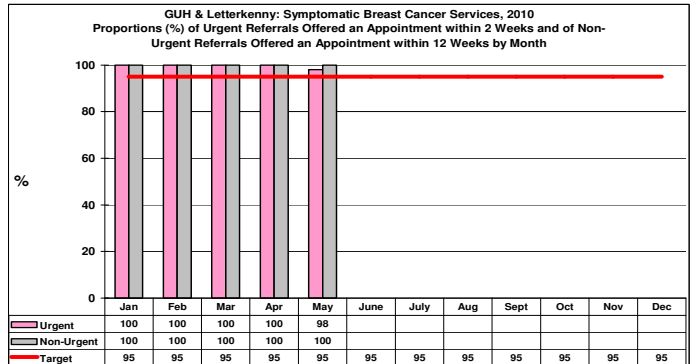 GUH & Letterkenny: Symptomatic Breast Cancer Services, 2010
Proportions (%) of Urgent Referrals Offered an Appointment within 2 Weeks and of Non-
Urgent Referrals Offered an Appointment within 12 Weeks by Month
100
80
60
40
20
0
%
Jan Feb Mar Apr May June July Aug Sept Oct Nov Dec
Urgent 100 100 100 100 98
Non-Urgent 100 100 100 100 100
Target 95 95 95 95 95 95 95 95 95 95 95 95